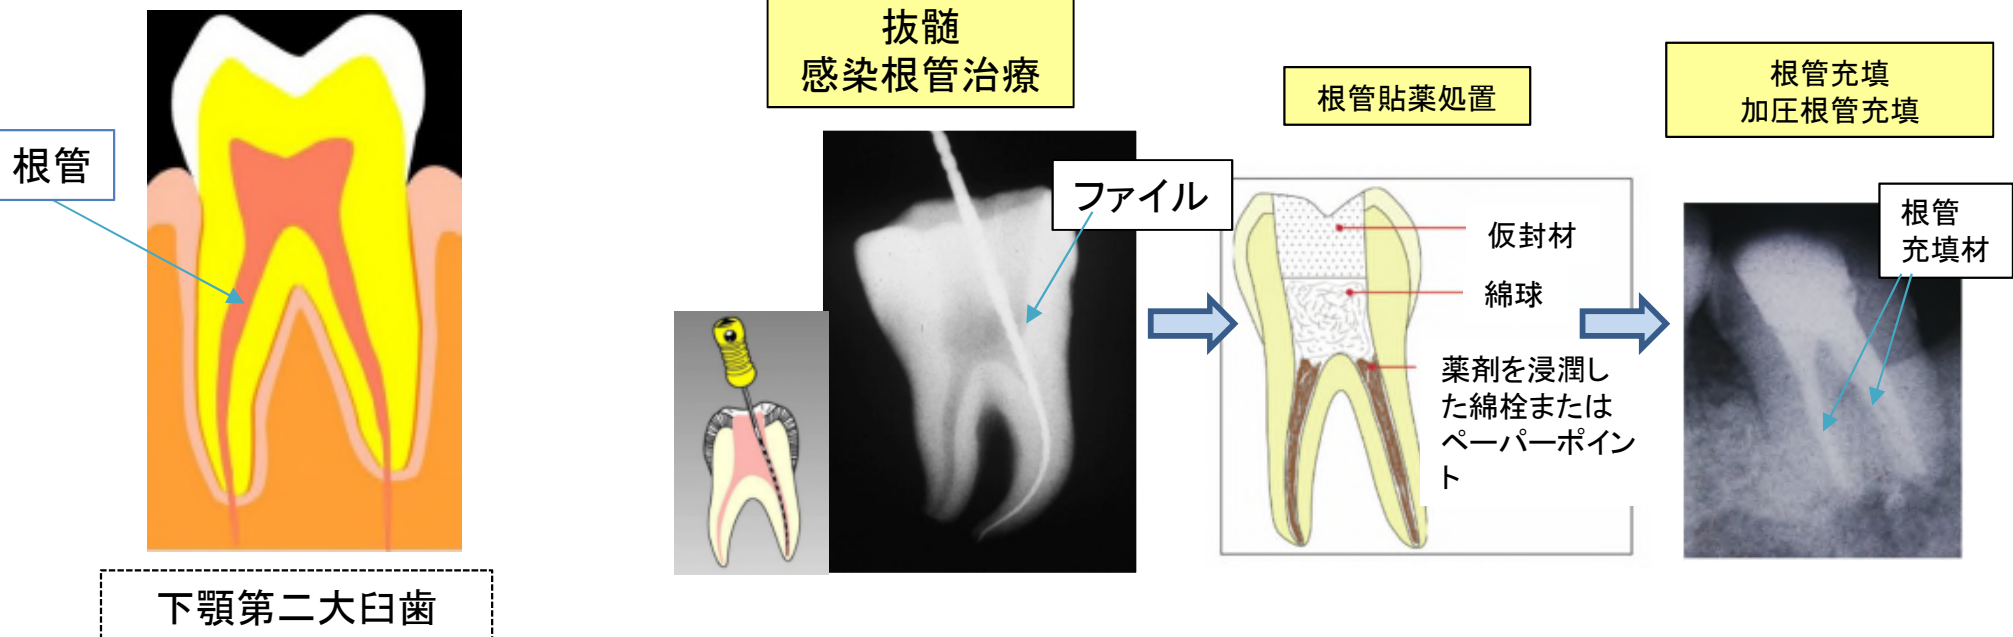 根管
下顎第二大臼歯
抜髄
感染根管治療
ファイル
根管貼薬処置
仮封材
綿球
薬剤を浸潤し
た綿栓または
ペーパーポイン
ト
根管充填
加圧根管充填
根管
充填材